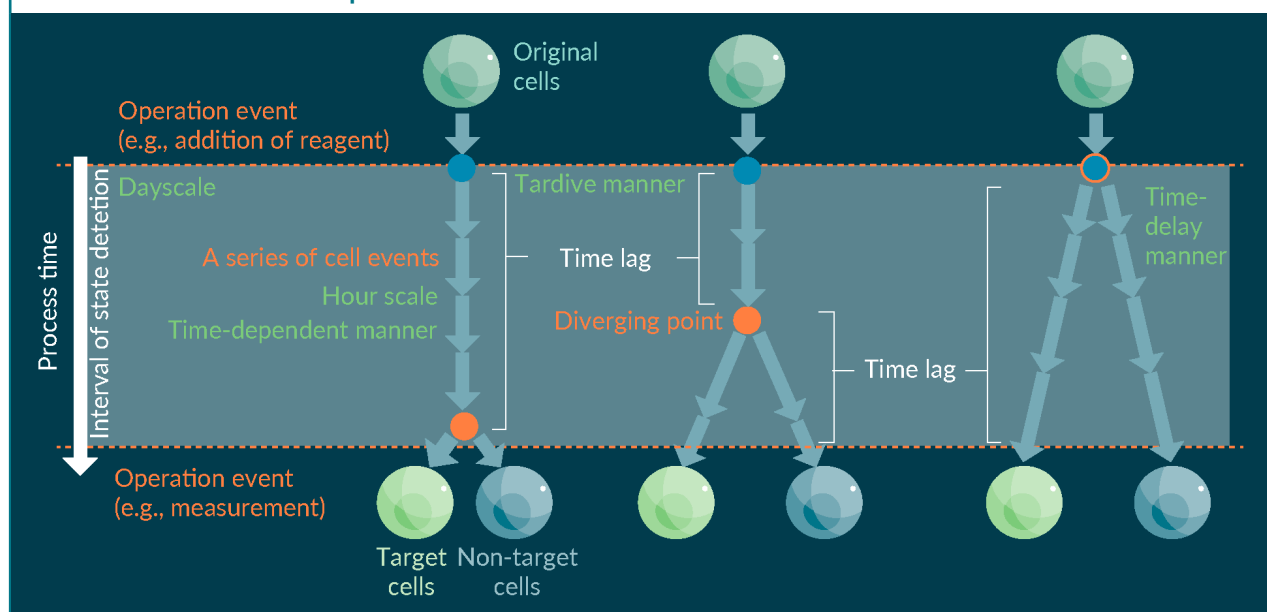 Original
cells
Operation event
(e.g., addition of reagent)
Dayscale
Tardive manner
Time-
delay
manner
A series of cell events
Time lag
Hour scale
Diverging point
Time-dependent manner
Time lag
Process time
Interval of state detetion
Operation event
(e.g., measurement)
Target
cells
Non-target
cells